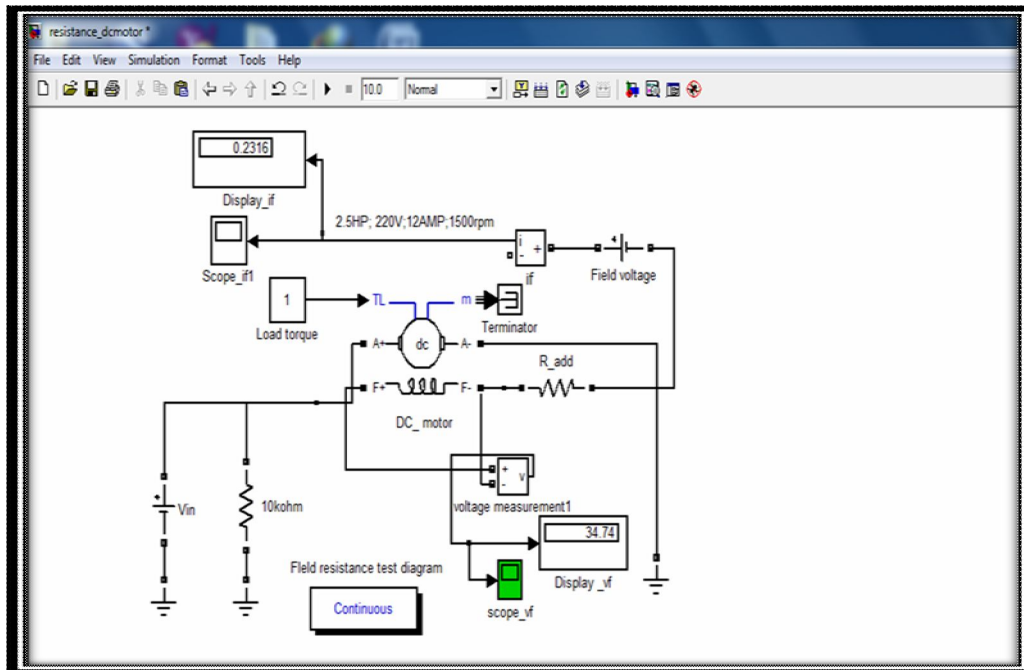 resistance_dcmotor *
File Edit View Simulation Format Tools Help
10.0 Normal
0.2316
Display_if
2.5HP; 220V;12AMP;1500rpm
i
+
-
Scope_if1
if
Field voltage
1
TL
m
Load torque
Terminator
A+
dc
A-
R_add
F+
F-
DC_ motor
+
-
v
voltage measurement1
+
Vin
10kohm
34.74
Display _vf
FIeld resistance test diagram
Continuous
scope_vf